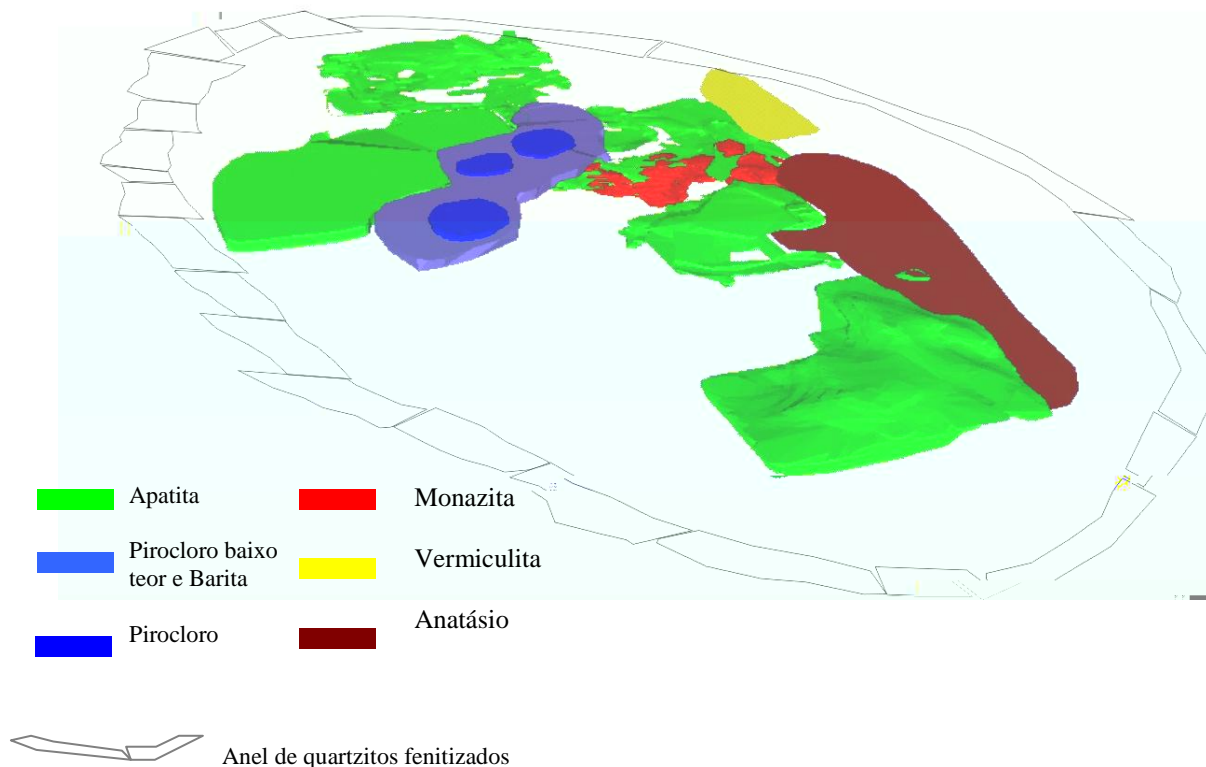 Apatita
Pirocloro baixo
teor e Barita
Pirocloro
Monazita
Vermiculita
Anatásio
Anel de quartzitos fenitizados